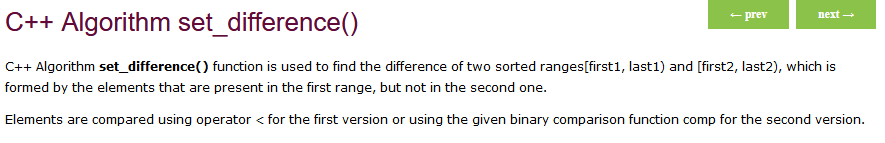 C++ Algorithm set_difference()
← prev
next →
C++ Algorithm set_difference() function is used to find the difference of two sorted ranges[first1, last1) and [first2, last2), which is
formed by the elements that are present in the first range, but not in the second one.
Elements are compared using operator < for the first version or using the given binary comparison function comp for the second version.